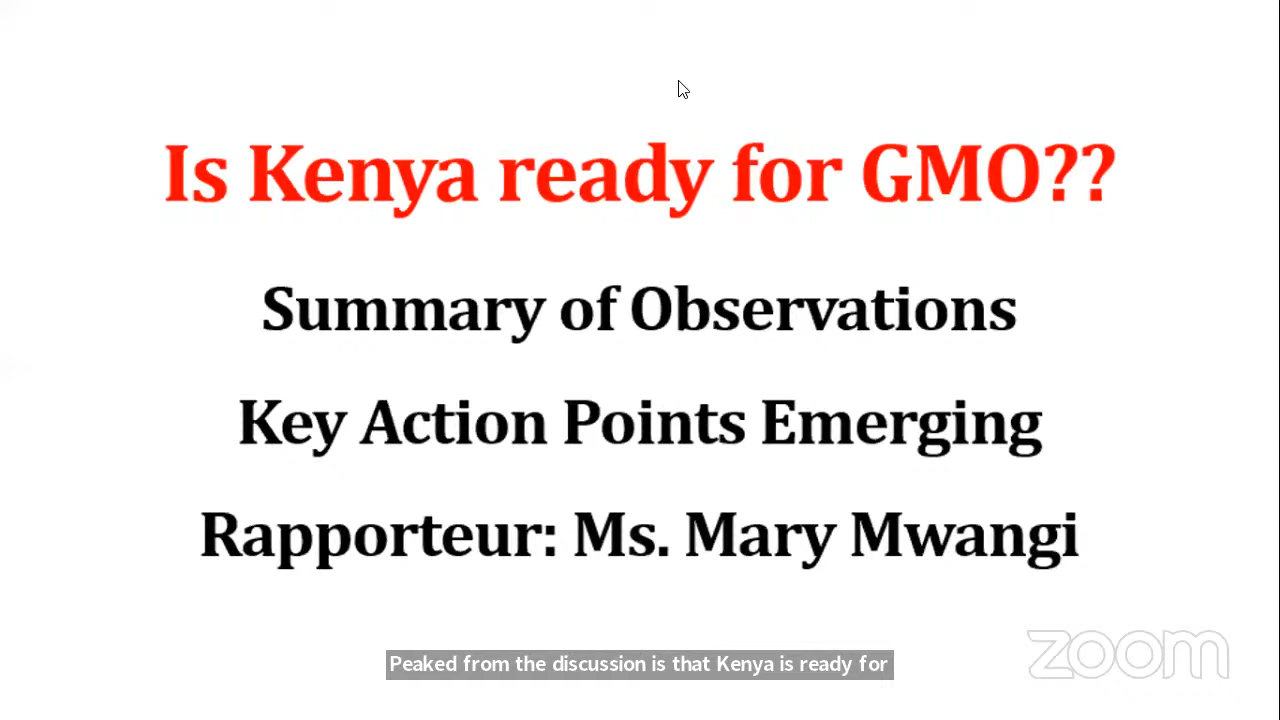 Is Kenya ready for GMO??
Summary of Observations
Key Action Points Emerging
Rapporteur: Ms. Mary Mwangi
Peaked from the discussion is that Kenya is ready for
zoom